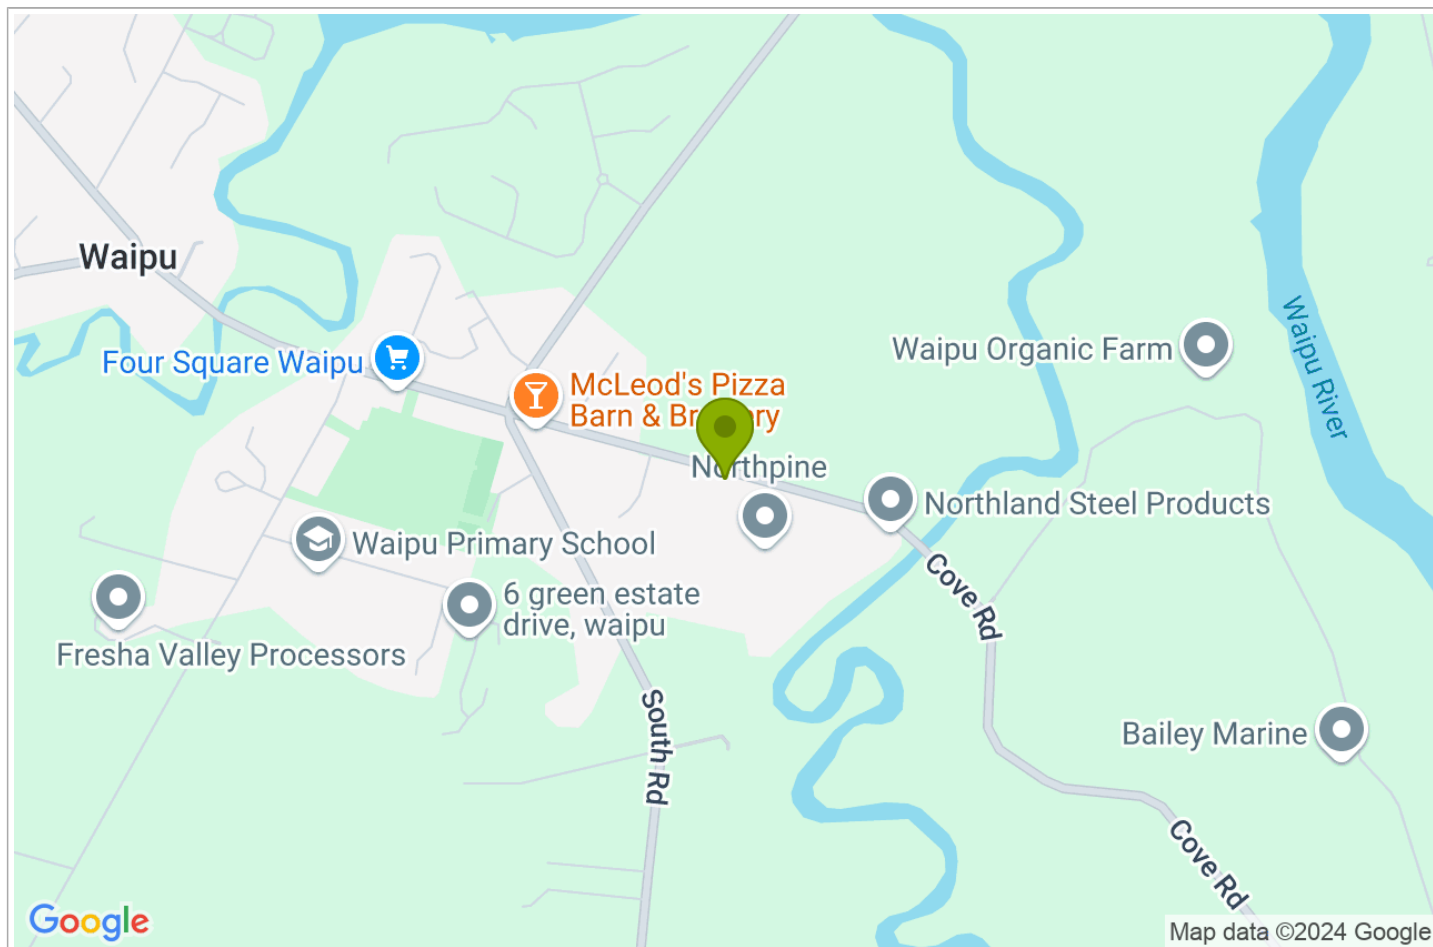 Waipu
Four Square Waipu
McLeod's Pizza
Barn & Brewery
Northpine
Waipu Organic Farm
Waipu River
Northland Steel Products
Waipu Primary School
6 green estate
drive, waipu
Fresha Valley Processors
Cove Rd
South Rd
Bailey Marine
Cove Rd
Google
Map data ©2024 Google